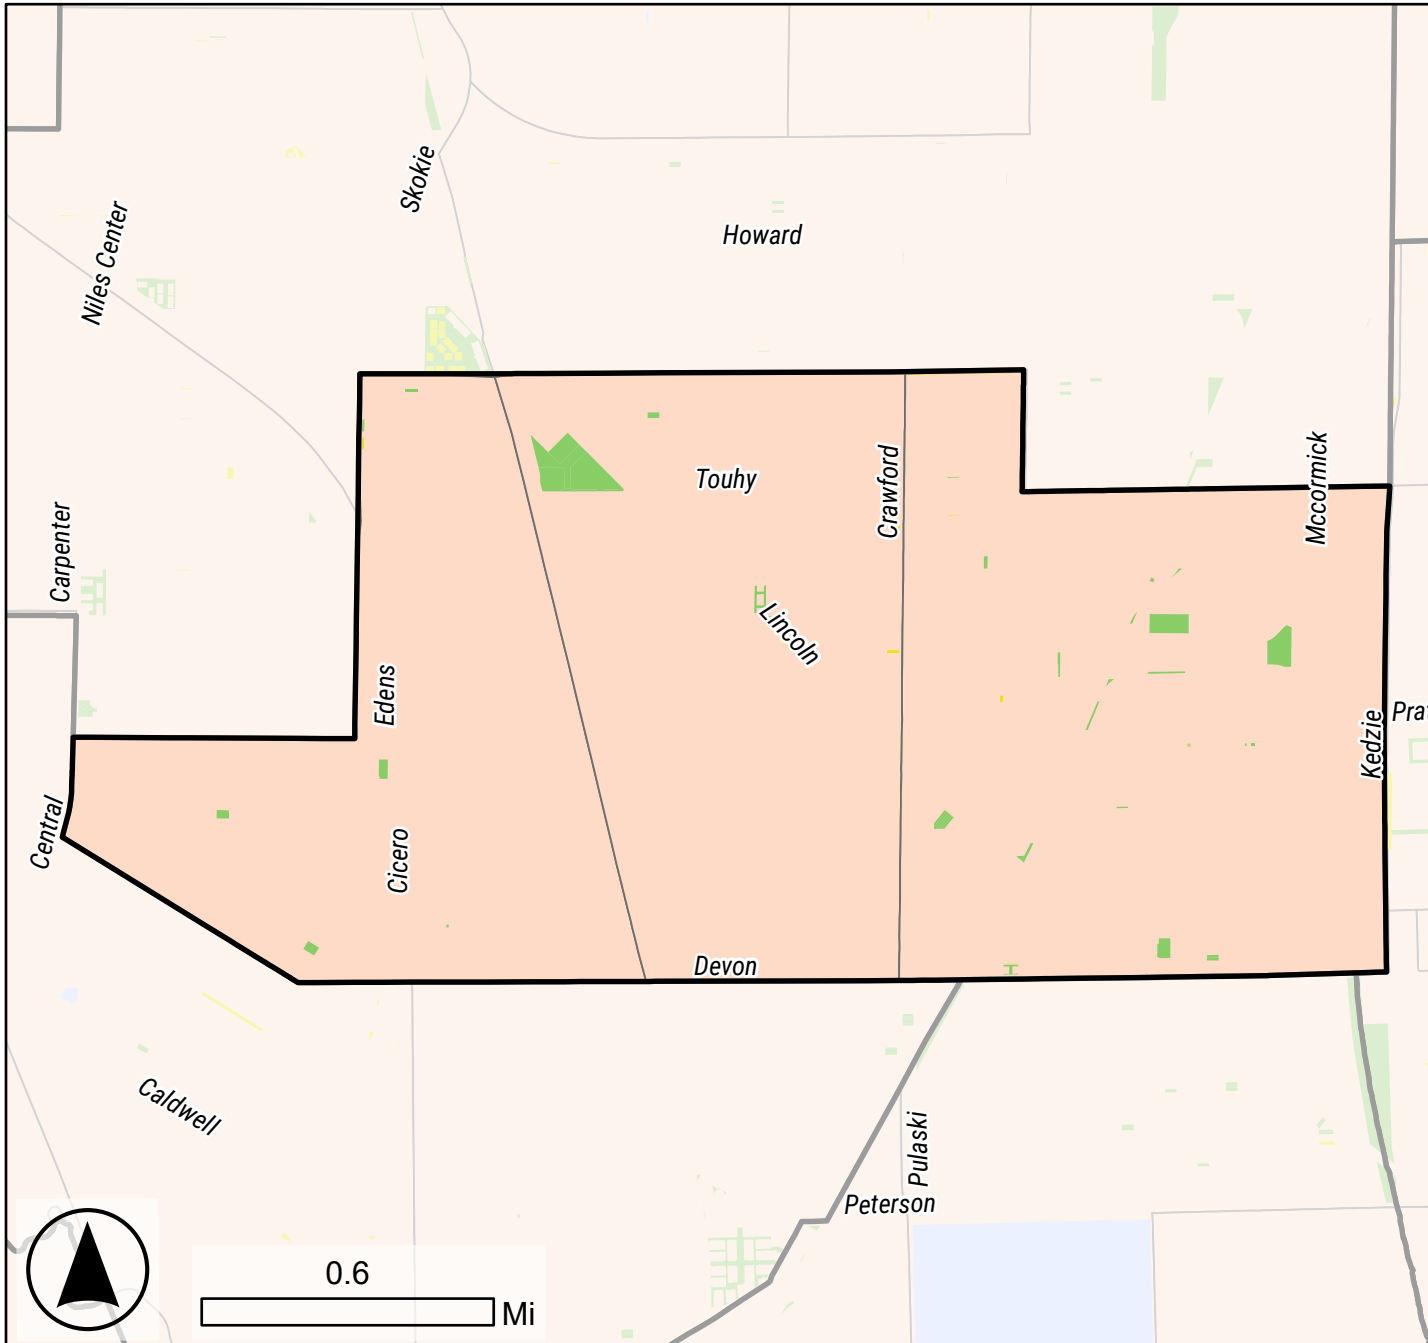 Skokie
Niles Center
Howard
Touhy
Crawford
Mccormick
Carpenter
Lincoln
Edens
Kedzie
Pra
Central
Cicero
Devon
Caldwell
Pulaski
Peterson
0.6
Mi